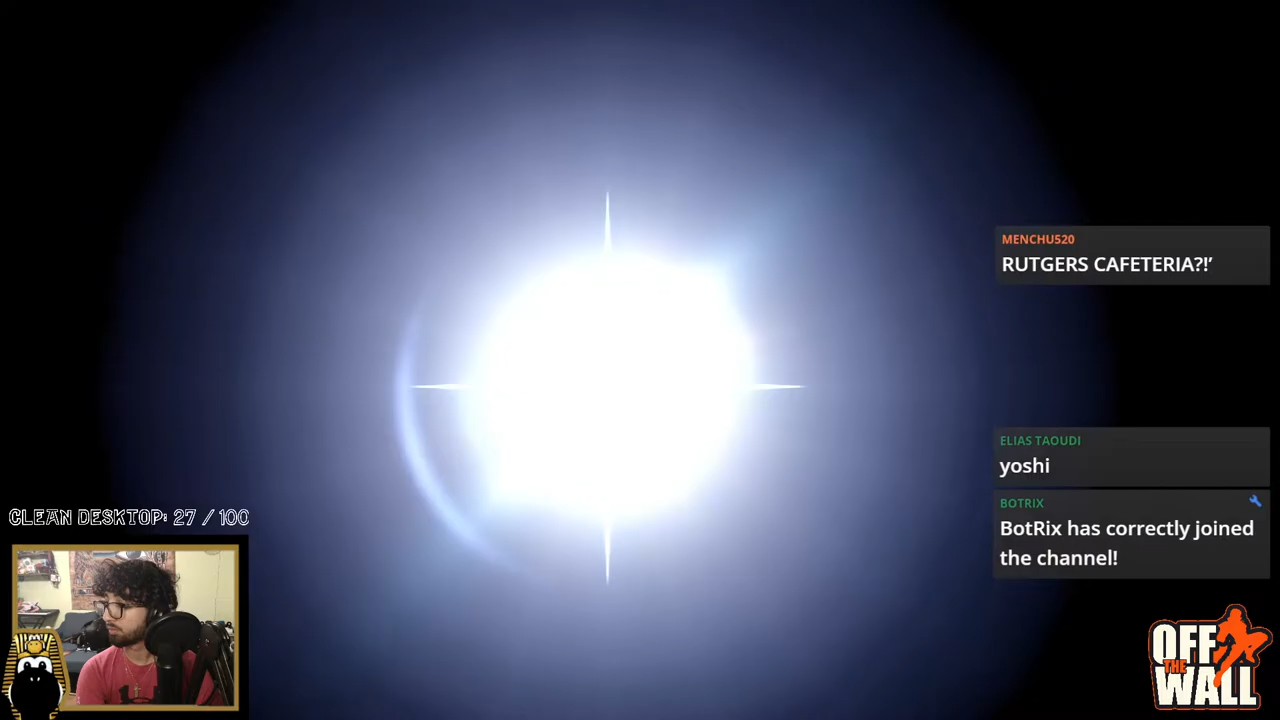 MENCHU520
RUTGERS CAFETERIA?!’
ELIAS TAOUDI
yoshi
BOTRIX
BotRix has correctly joined
the channel!
CLEAN DESKTOP: 27 / 100
OFF
THE
WALL